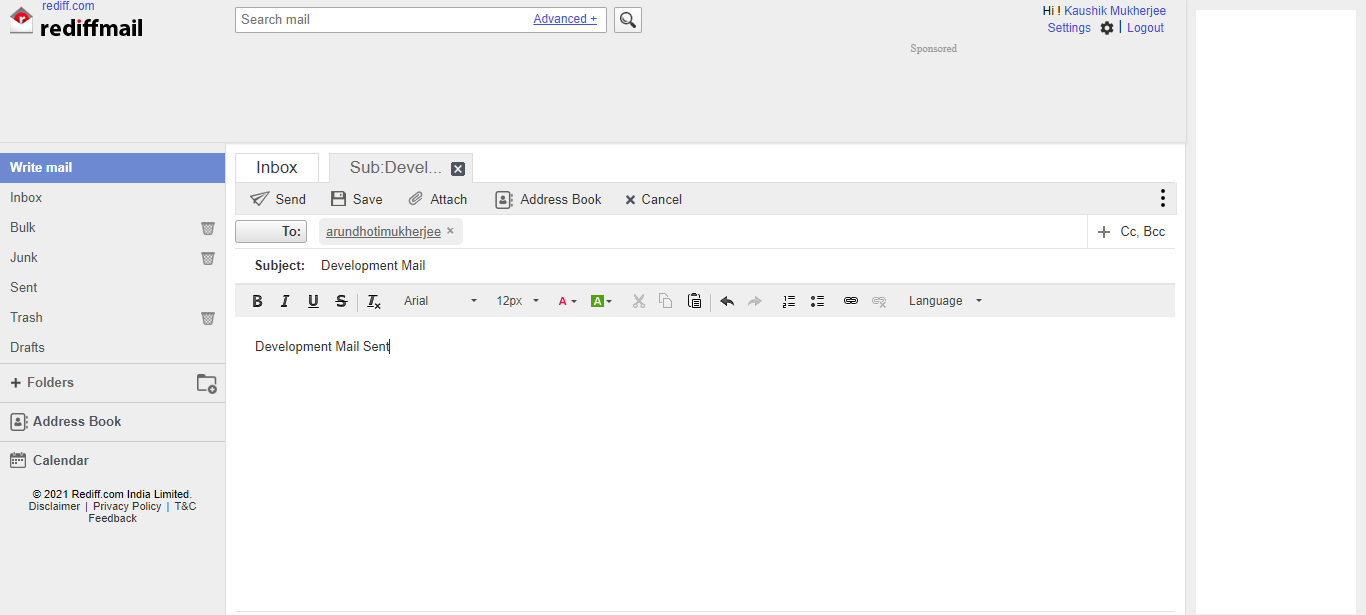 rediff.com
rediffmail
Search mail Advanced +
Hi ! Kaushik Mukherjee
Settings | Logout
Sponsored
Write mail
Inbox
Bulk
Junk
Sent
Trash
Drafts
+ Folders
Address Book
Calendar
© 2021 Rediff.com India Limited.
Disclaimer | Privacy Policy | T&C
Feedback
Inbox Sub:Devel... x
Send Save Attach Address Book × Cancel
To: arundhotimukherjee × + Cc, Bcc
Subject: Development Mail
B I U S Tx Arial 12px A A Language
Development Mail Sent